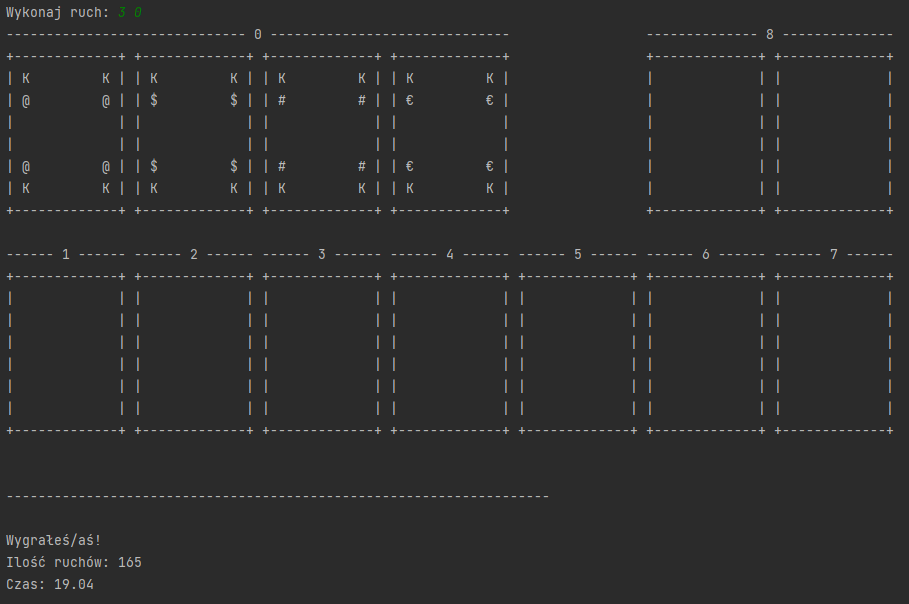 Wykonaj ruch: 3 0
------------------------------ 0 ------------------------------                 -------------- 8 --------------
+-------------+ +-------------+ +-------------+ +-------------+                 +-------------+ +-------------+
| K         K | | K         K | | K         K | | K         K |                 |             | |             |
| @         @ | | $         $ | | #         # | | €         € |                 |             | |             |
|             | |             | |             | |             |                 |             | |             |
|             | |             | |             | |             |                 |             | |             |
| @         @ | | $         $ | | #         # | | €         € |                 |             | |             |
| K         K | | K         K | | K         K | | K         K |                 |             | |             |
+-------------+ +-------------+ +-------------+ +-------------+                 +-------------+ +-------------+
------ 1 ------ ------ 2 ------ ------ 3 ------ ------ 4 ------ ------ 5 ------ ------ 6 ------ ------ 7 ------
+-------------+ +-------------+ +-------------+ +-------------+ +-------------+ +-------------+ +-------------+
|             | |             | |             | |             | |             | |             | |             |
|             | |             | |             | |             | |             | |             | |             |
|             | |             | |             | |             | |             | |             | |             |
|             | |             | |             | |             | |             | |             | |             |
|             | |             | |             | |             | |             | |             | |             |
|             | |             | |             | |             | |             | |             | |             |
+-------------+ +-------------+ +-------------+ +-------------+ +-------------+ +-------------+ +-------------+
--------------------------------------------------------------------
Wygrałeś/aś!
Ilość ruchów: 165
Czas: 19.04